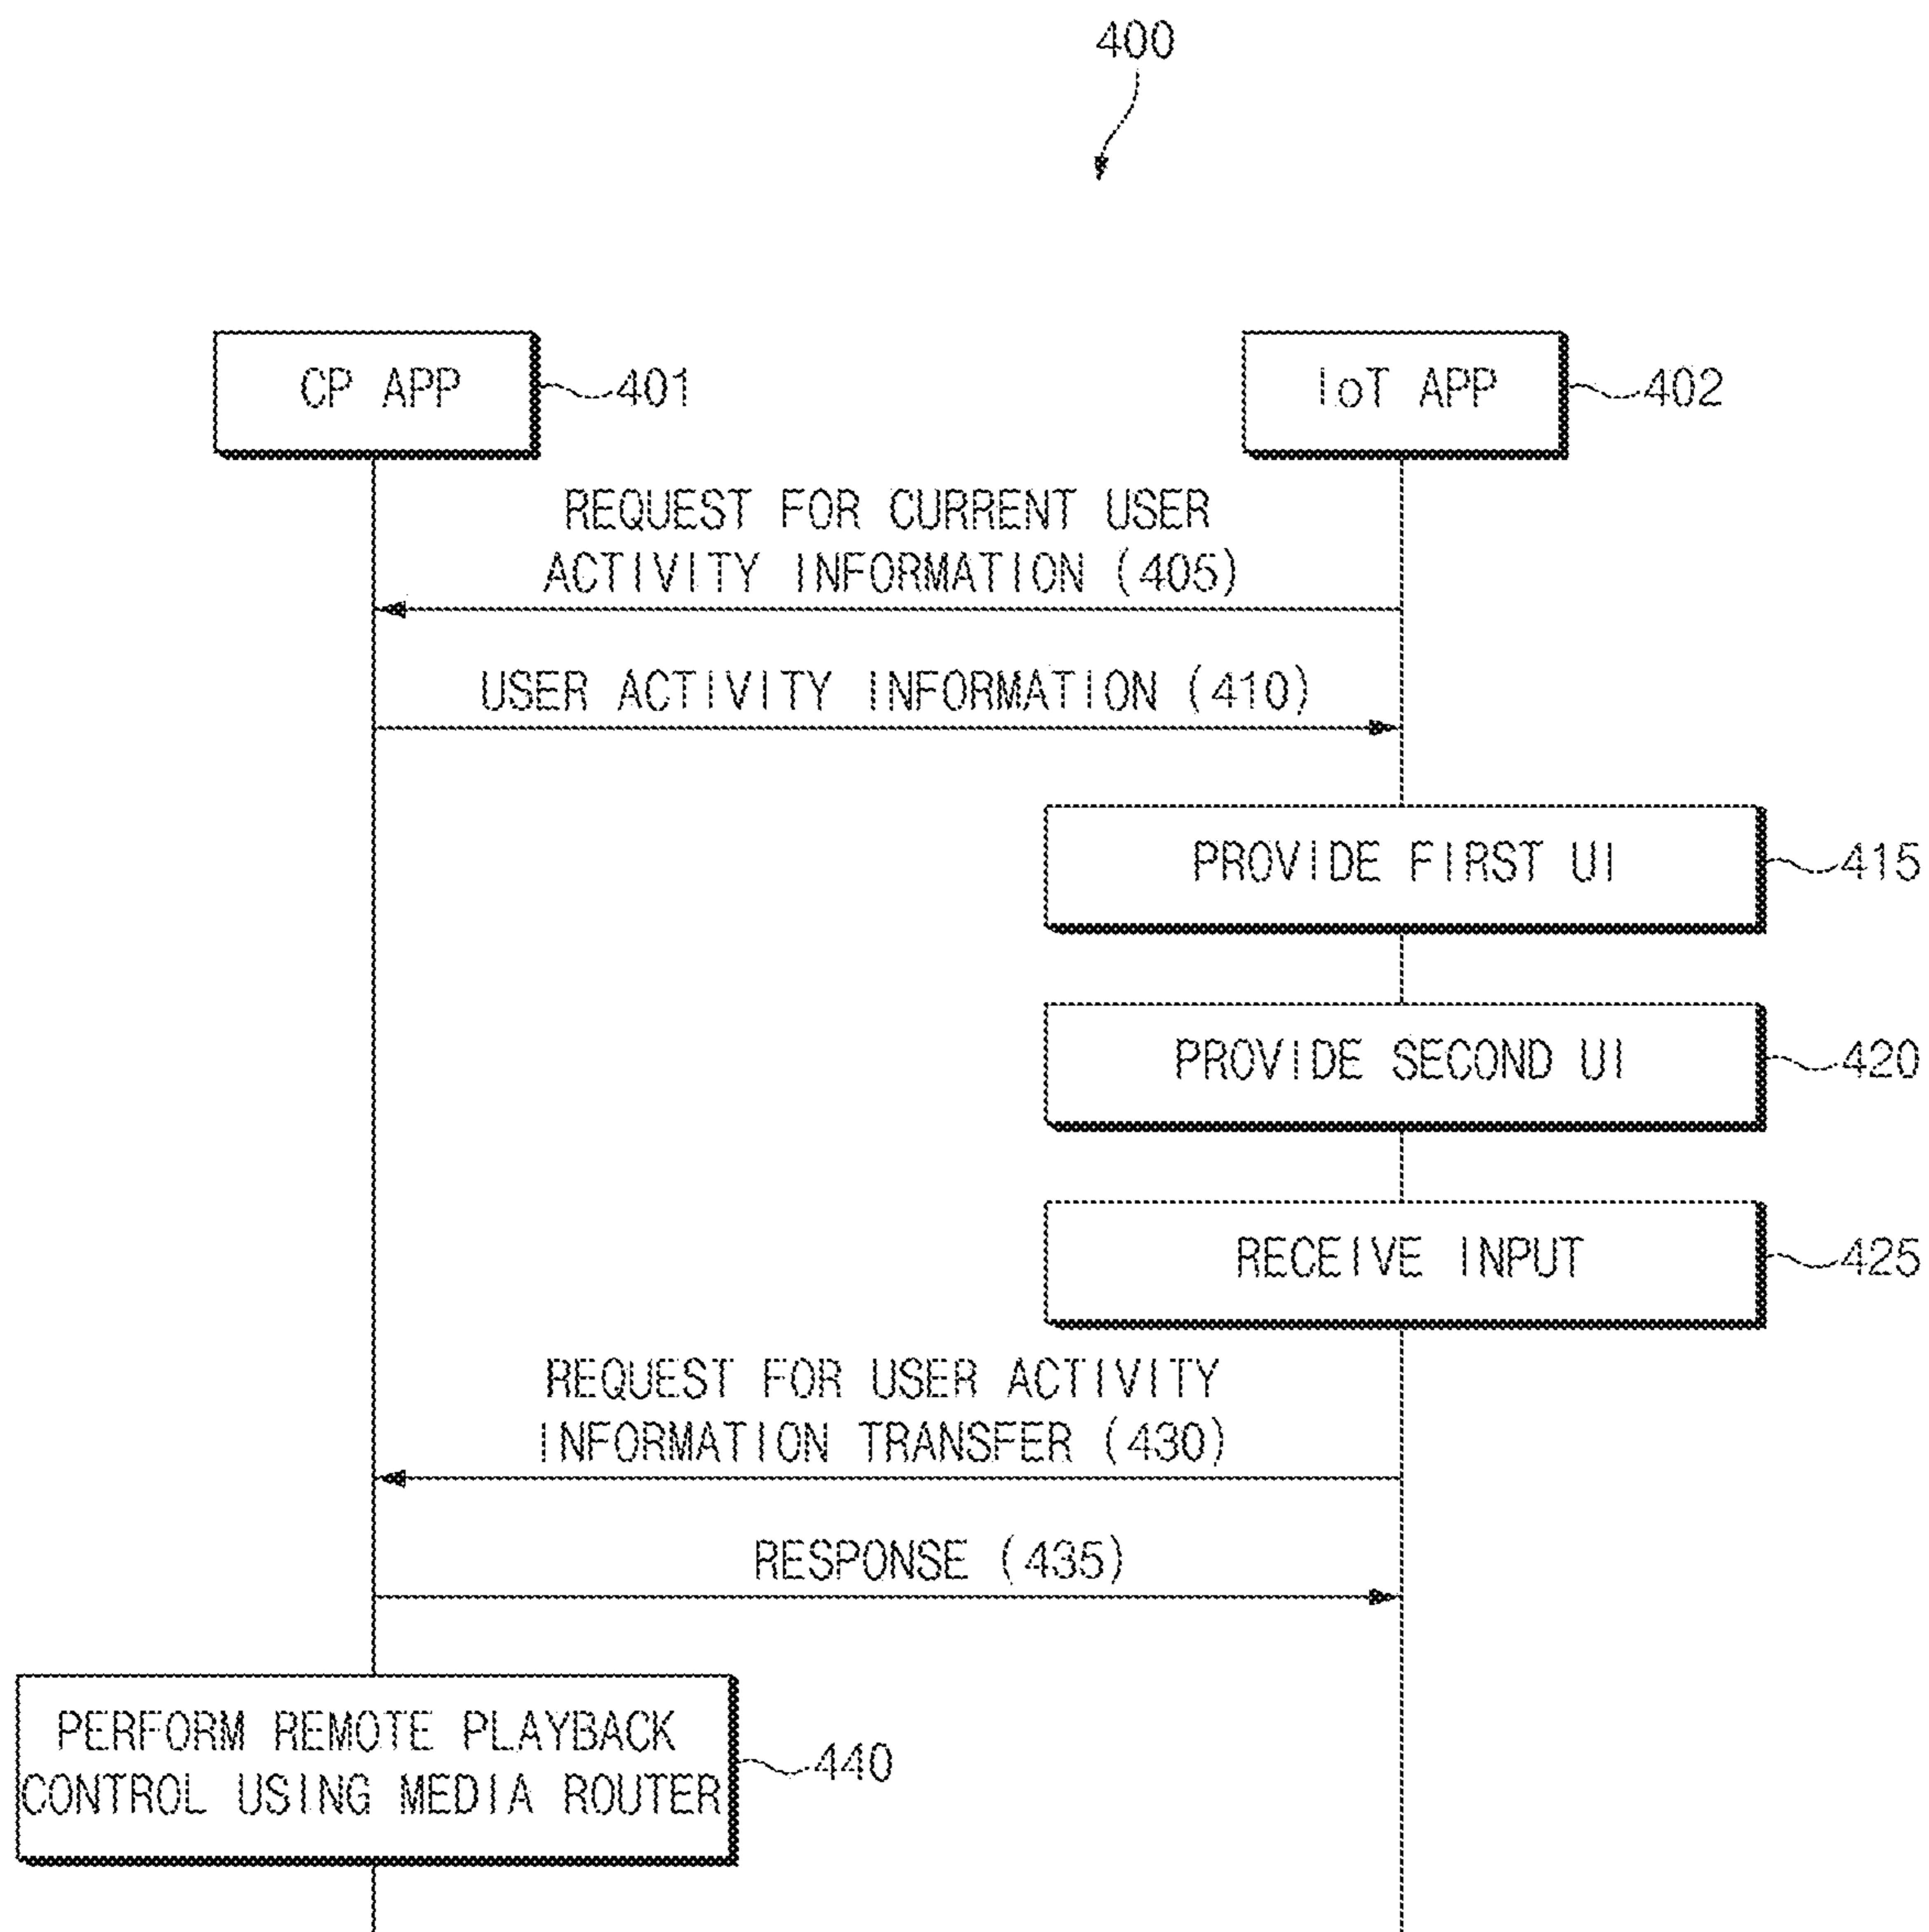 400
CP APP
401
IoT APP
402
REQUEST FOR CURRENT USER
ACTIVITY INFORMATION (405)
USER ACTIVITY INFORMATION (410)
PROVIDE FIRST UI
415
PROVIDE SECOND UI
420
RECEIVE INPUT
425
REQUEST FOR USER ACTIVITY
INFORMATION TRANSFER (430)
RESPONSE (435)
PERFORM REMOTE PLAYBACK
CONTROL USING MEDIA ROUTER
440